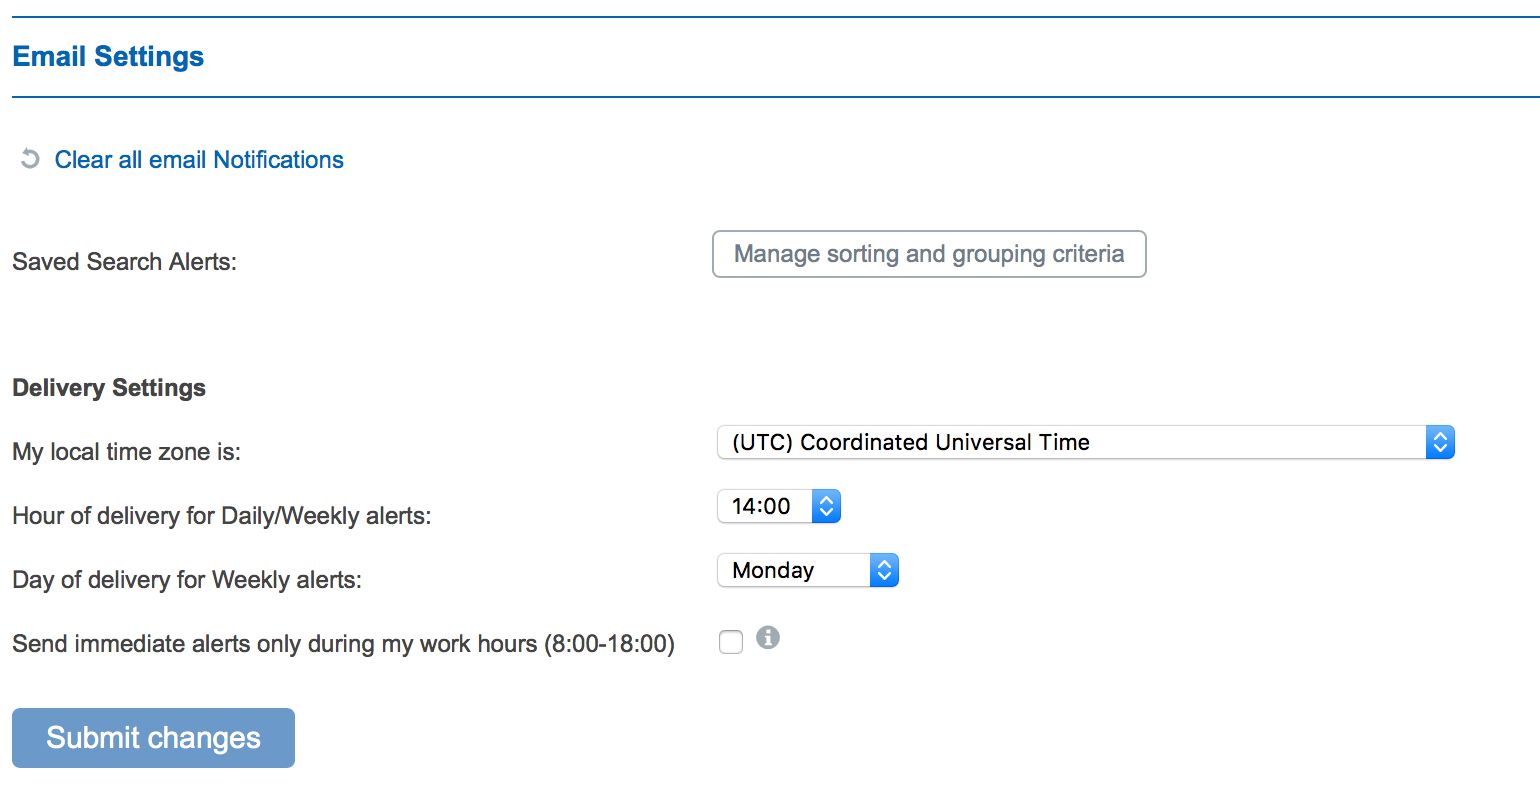 Email Settings
Clear all email Notifications
Saved Search Alerts:
Manage sorting and grouping criteria
Delivery Settings
My local time zone is:
(UTC) Coordinated Universal Time
Hour of delivery for Daily/Weekly alerts:
14:00
Day of delivery for Weekly alerts:
Monday
Send immediate alerts only during my work hours (8:00-18:00)
Submit changes